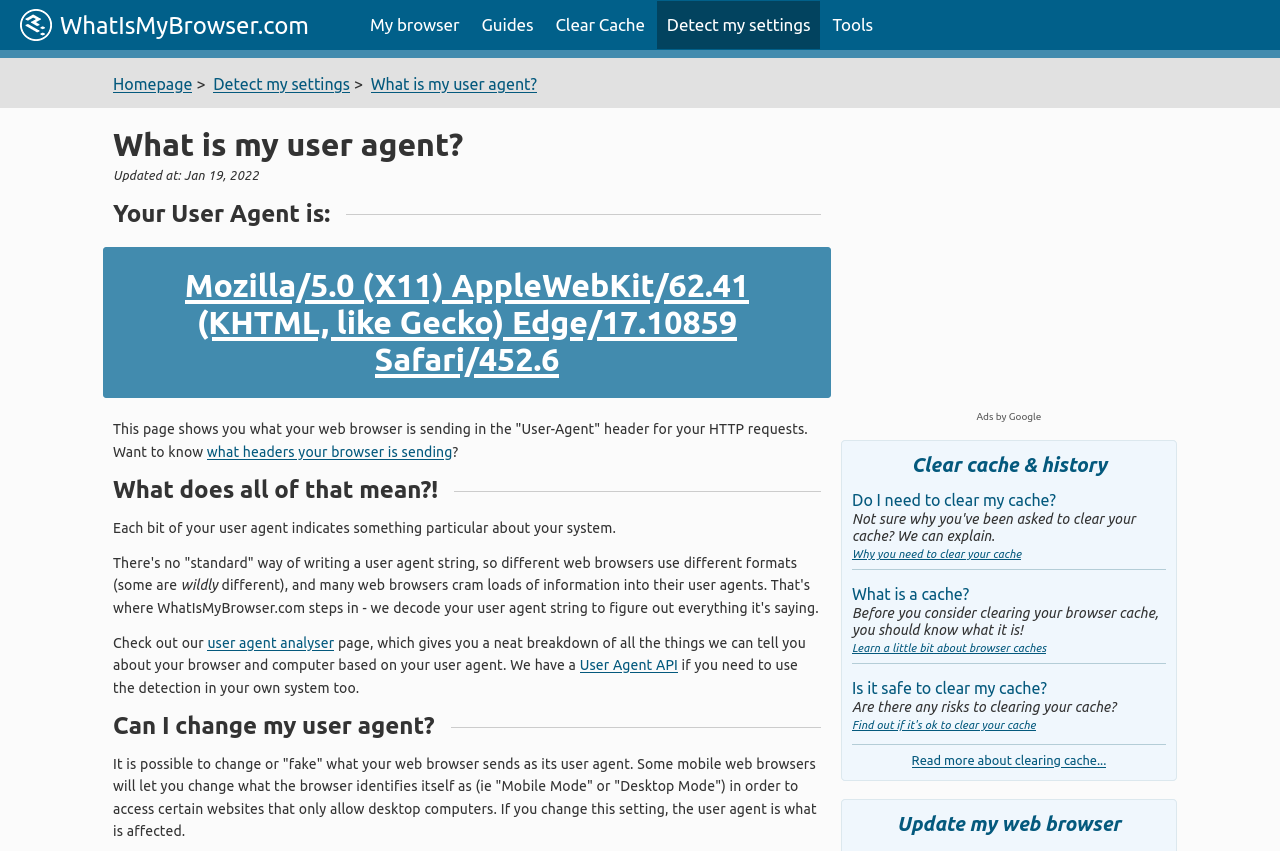 WhatIsMyBrowser.com
My browser
Guides
Clear Cache
Detect my settings
Tools
Homepage > Detect my settings > What is my user agent?
What is my user agent?
Updated at: Jan 19, 2022
Your User Agent is:
Mozilla/5.0 (X11) AppleWebKit/62.41
(KHTML, like Gecko) Edge/17.10859
Safari/452.6
This page shows you what your web browser is sending in the "User-Agent" header for your HTTP requests.
Want to know what headers your browser is sending?
What does all of that mean?!
Each bit of your user agent indicates something particular about your system.
There's no "standard" way of writing a user agent string, so different web browsers use different formats
(some are wildly different), and many web browsers cram loads of information into their user agents. That's
where WhatIsMyBrowser.com steps in - we decode your user agent string to figure out everything it's saying.
Check out our user agent analyser page, which gives you a neat breakdown of all the things we can tell you
about your browser and computer based on your user agent. We have a User Agent API if you need to use
the detection in your own system too.
Can I change my user agent?
It is possible to change or "fake" what your web browser sends as its user agent. Some mobile web browsers
will let you change what the browser identifies itself as (ie "Mobile Mode" or "Desktop Mode") in order to
access certain websites that only allow desktop computers. If you change this setting, the user agent is what
is affected.
Ads by Google
Clear cache & history
Do I need to clear my cache?
Not sure why you've been asked to clear your
cache? We can explain.
Why you need to clear your cache
What is a cache?
Before you consider clearing your browser cache,
you should know what it is!
Learn a little bit about browser caches
Is it safe to clear my cache?
Are there any risks to clearing your cache?
Find out if it's ok to clear your cache
Read more about clearing cache...
Update my web browser